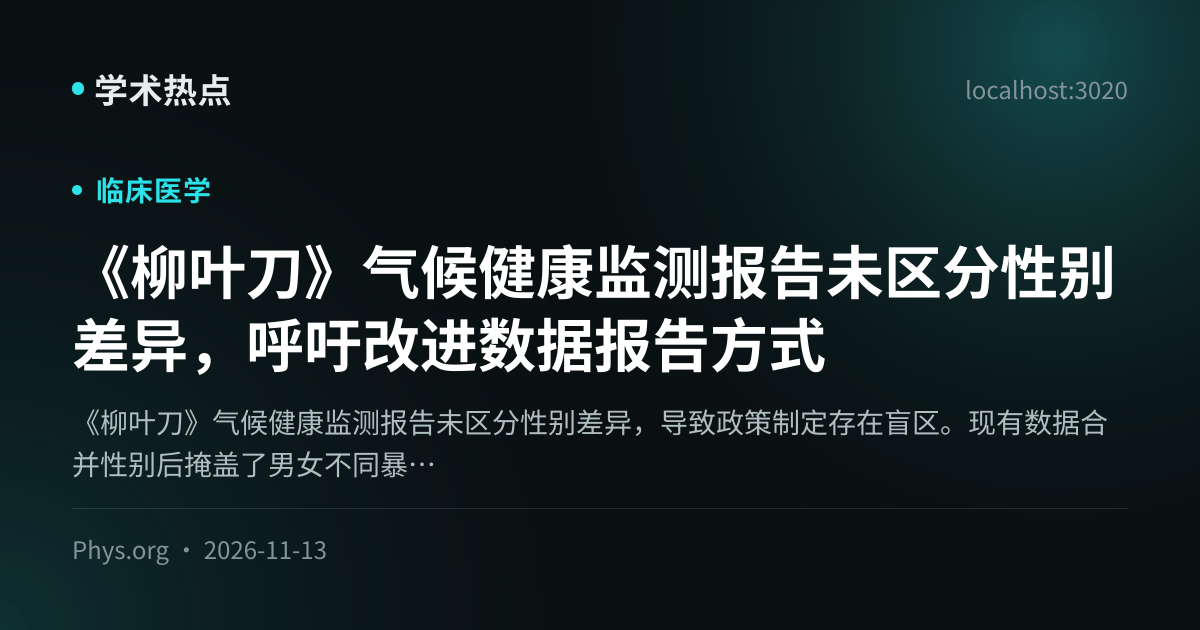 学术热点
localhost:3020
临床医学
《柳叶刀》气候健康监测报告未区分性别
差异，呼吁改进数据报告方式
《柳叶刀》气候健康监测报告未区分性别差异，导致政策制定存在盲区。现有数据合
并性别后掩盖了男女不同暴…
Phys.org · 2026-11-13